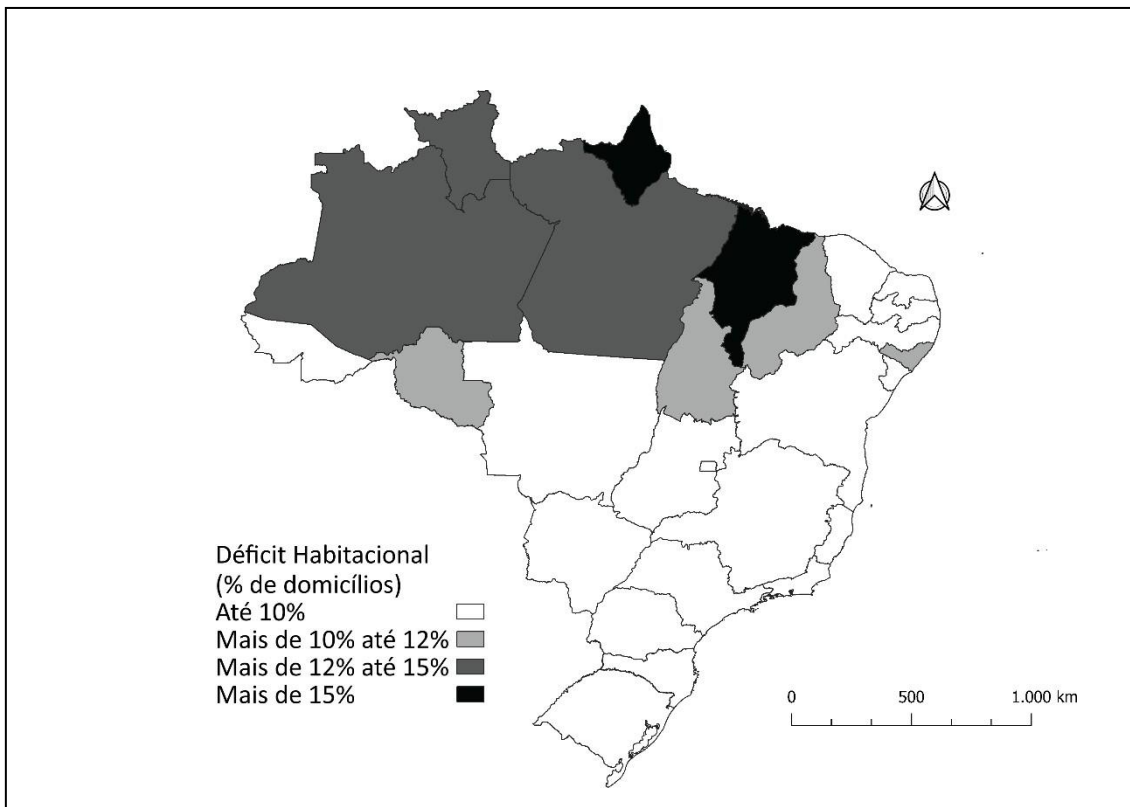 Déficit Habitacional
(% de domicílios)
Até 10%
Mais de 10% até 12%
Mais de 12% até 15%
Mais de 15%
0 500 1.000 km